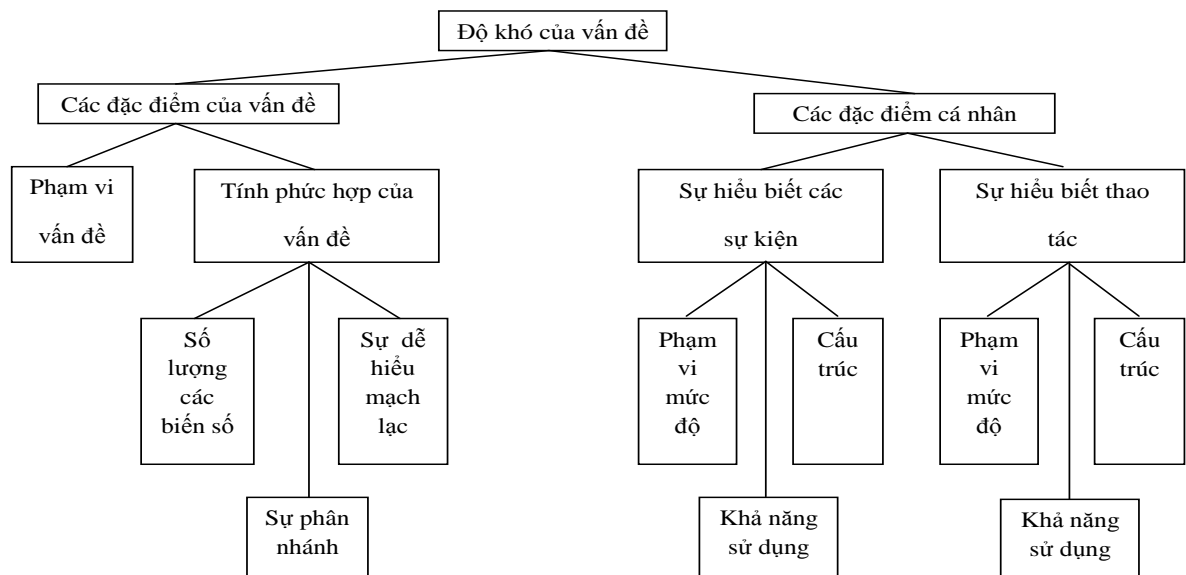 Độ khó của vấn đề
Các đặc điểm của vấn đề
Các đặc điểm cá nhân
Phạm vi
vấn đề
Tính phức hợp của
vấn đề
Sự hiểu biết các
sự kiện
Sự hiểu biết thao
tác
Số
lượng
các
biến số
Sự dễ
hiểu
mạch
lạc
Phạm
vi
mức
độ
Cấu
trúc
Phạm
vi
mức
độ
Cấu
trúc
Sự phân
nhánh
Khả năng
sử dụng
Khả năng
sử dụng